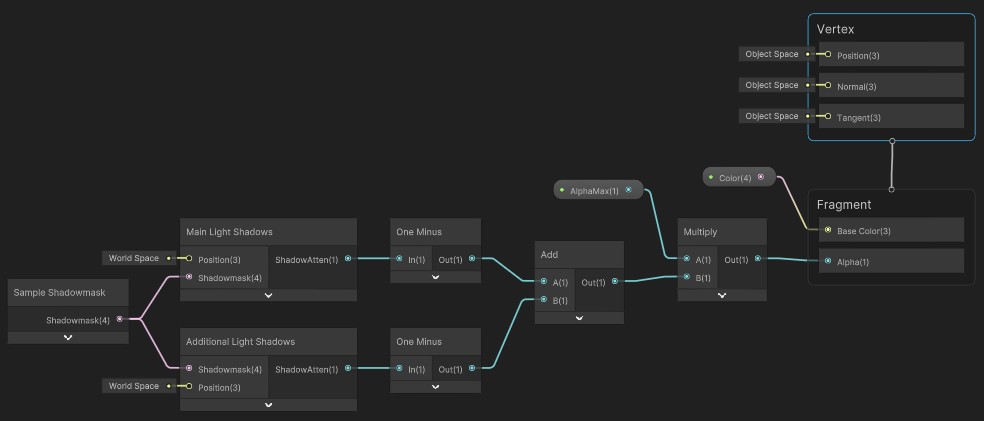 Vertex
Object Space
Position(3)
Object Space
Normal(3)
Object Space
Tangent(3)
AlphaMax(1)
Color(4)
Fragment
Base Color(3)
Alpha(1)
Main Light Shadows
World Space
Position(3)
ShadowAtten(1)
Shadowmask(4)
One Minus
In(1)
Out(1)
Add
A(1)
Out(1)
B(1)
Multiply
A(1)
Out(1)
B(1)
Sample Shadowmask
Shadowmask(4)
Additional Light Shadows
Shadowmask(4)
ShadowAtten(1)
World Space
Position(3)
One Minus
In(1)
Out(1)